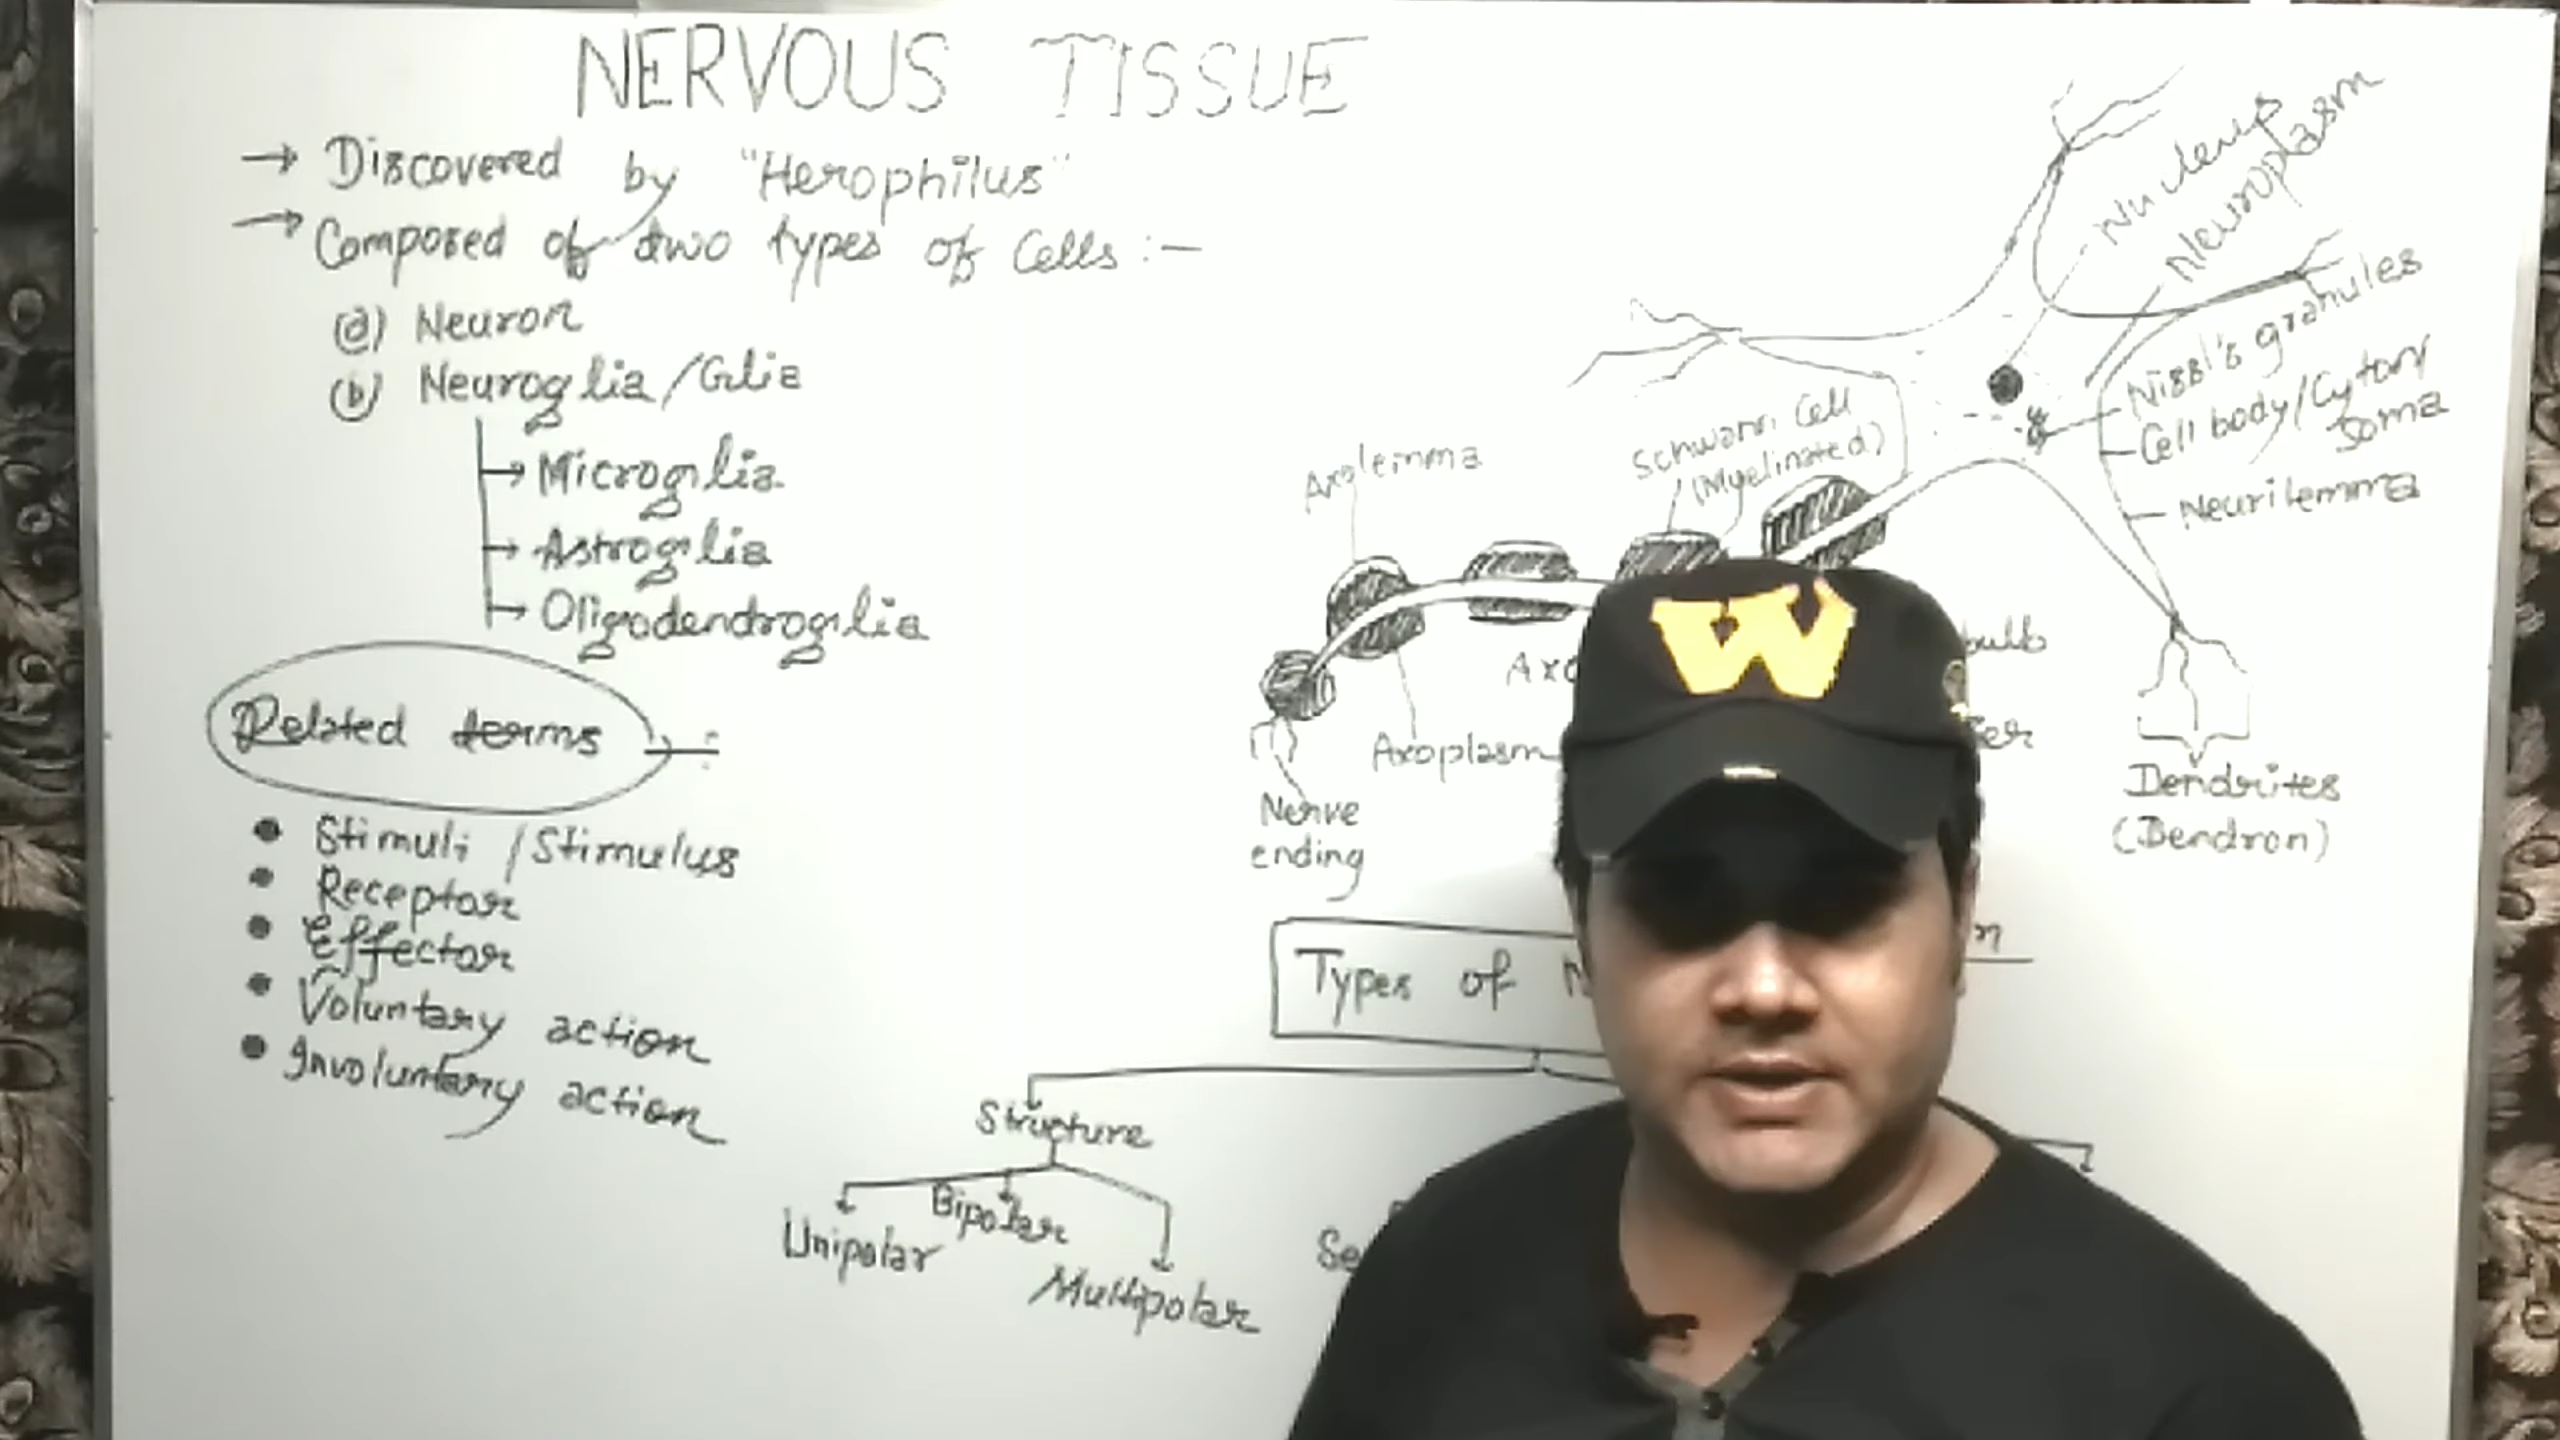 NERVOUS TISSUE
→ Discovered by "Herophilus"
→ Composed of two types of Cells :-
(a) Neuron
(b) Neuroglia/Glia
→ Microglia
→ Astroglia
→ Oligodendroglia
Related terms :-
• Stimuli / Stimulus
• Receptor
• Effector
• Voluntary action
• Involuntary action
Nucleus
Neuroplasm
Nissl's granules
Cell body/Cyton/
Soma
Neurilemma
Schwann Cell
(Myelinated)
Axolemma
Axoplasm
Nerve
ending
bulb
Dendrites
(Dendron)
W
Types of
Structure
Unipolar
Bipolar
Multipolar